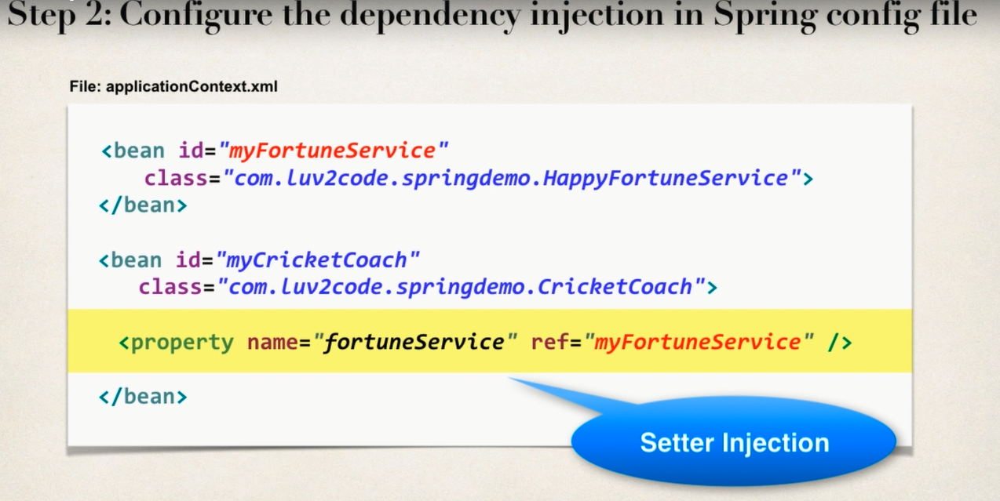 Step 2: Configure the dependency injection in Spring config file
File: applicationContext.xml
<bean id="myFortuneService"
class="com.luv2code.springdemo.HappyFortuneService">
</bean>
<bean id="myCricketCoach"
class="com.luv2code.springdemo.CricketCoach">
<property name="fortuneService" ref="myFortuneService" />
</bean>
Setter Injection